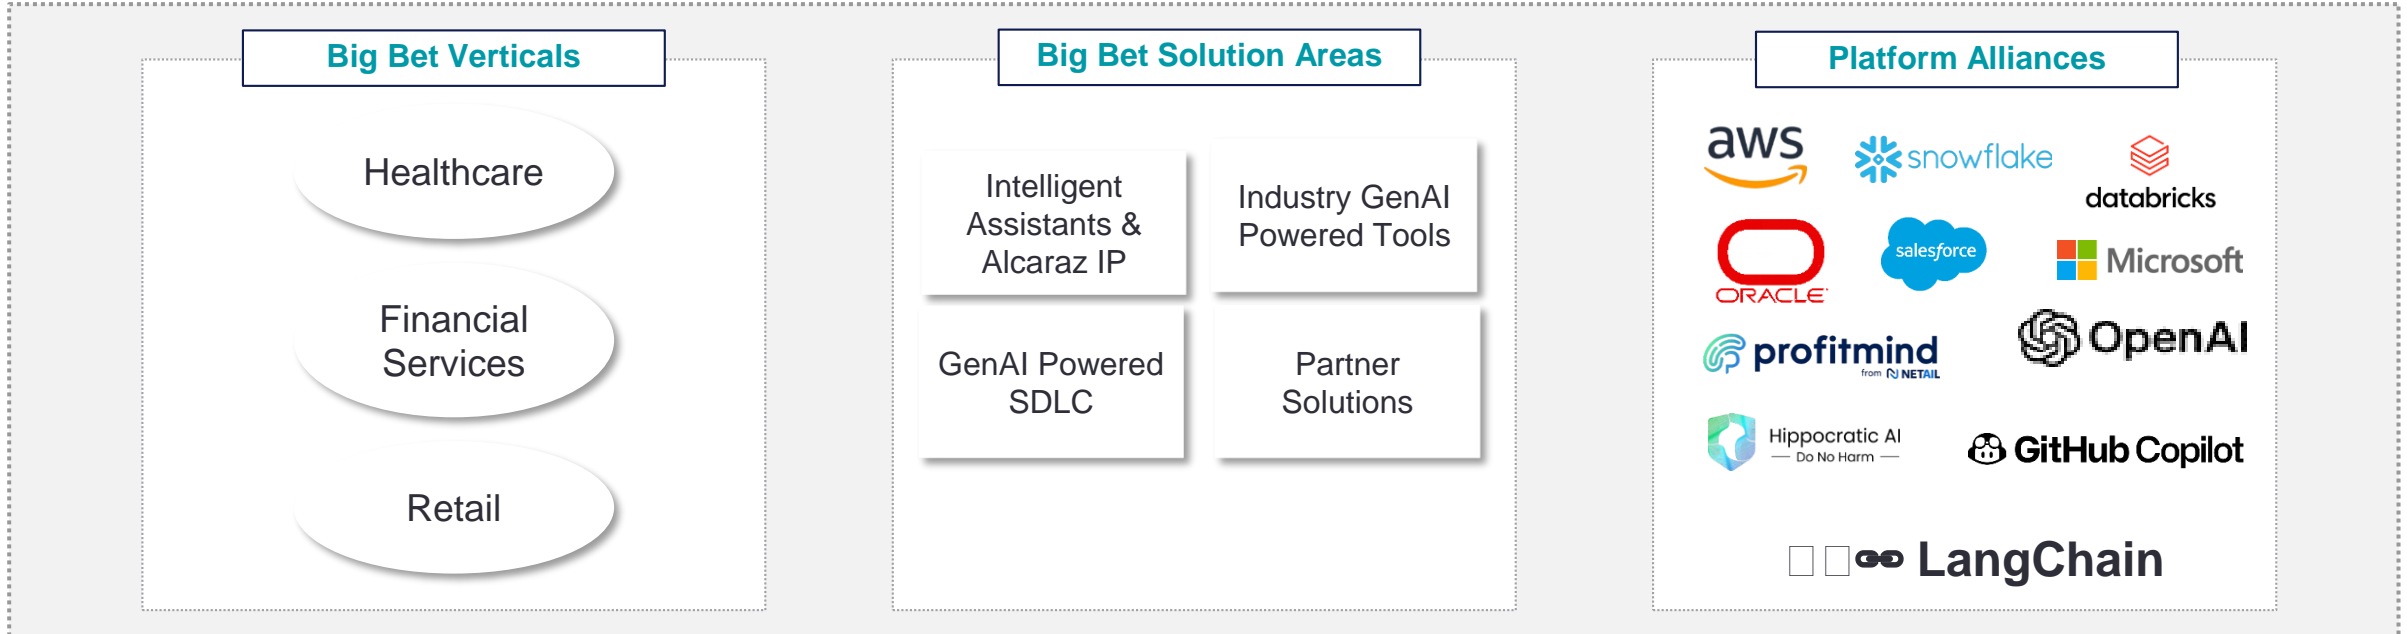 Big Bet Verticals
Healthcare
Financial
Services
Retail
Big Bet Solution Areas
Intelligent
Assistants &
Alcaraz IP
Industry GenAI
Powered Tools
GenAI Powered
SDLC
Partner
Solutions
Platform Alliances
aws
snowflake
databricks
ORACLE
salesforce
Microsoft
profitmind
from NETAIL
OpenAI
Hippocratic AI
Do No Harm
GitHub Copilot
LangChain